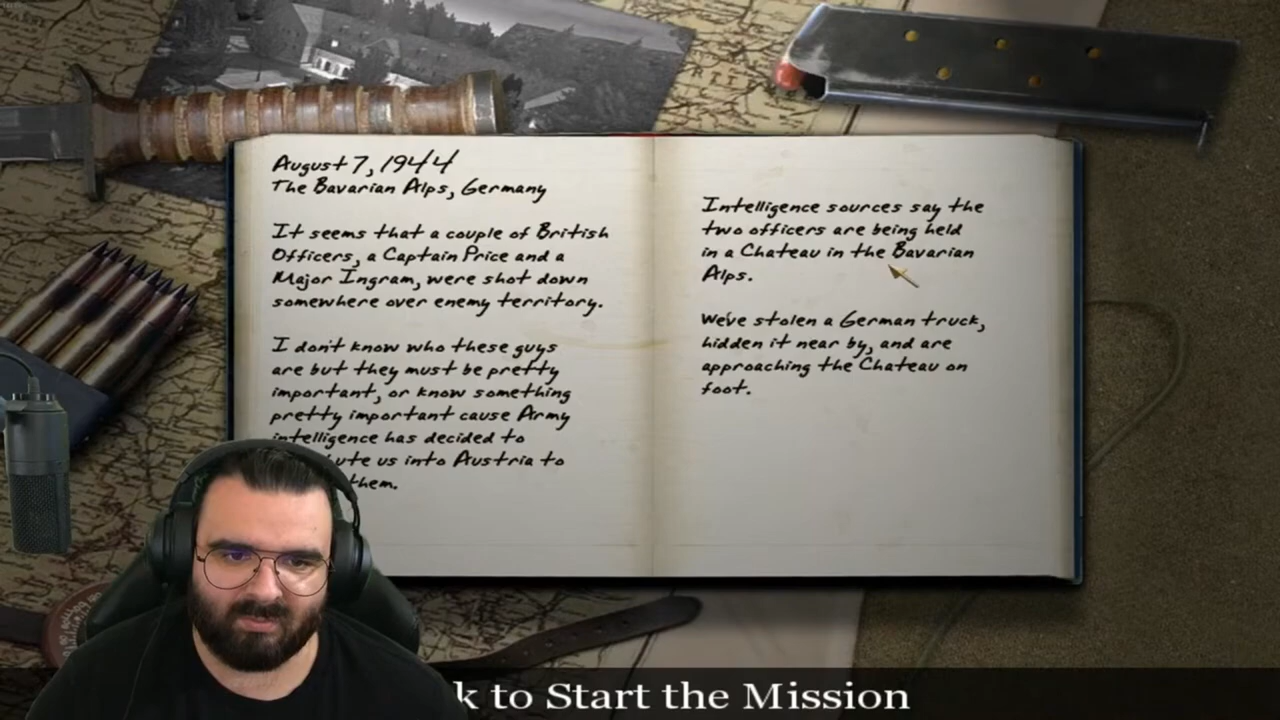 August 7, 1944
The Bavarian Alps, Germany
It seems that a couple of British
Officers, a Captain Price and a
Major Ingram, were shot down
somewhere over enemy territory.
I don't know who these guys
are but they must be pretty
important, or know something
pretty important cause Army
intelligence has decided to
us into Austria to
them.
Intelligence sources say the
two officers are being held
in a Chateau in the Bavarian
Alps.
We've stolen a German truck,
hidden it near by, and are
approaching the Chateau on
foot.
to Start the Mission